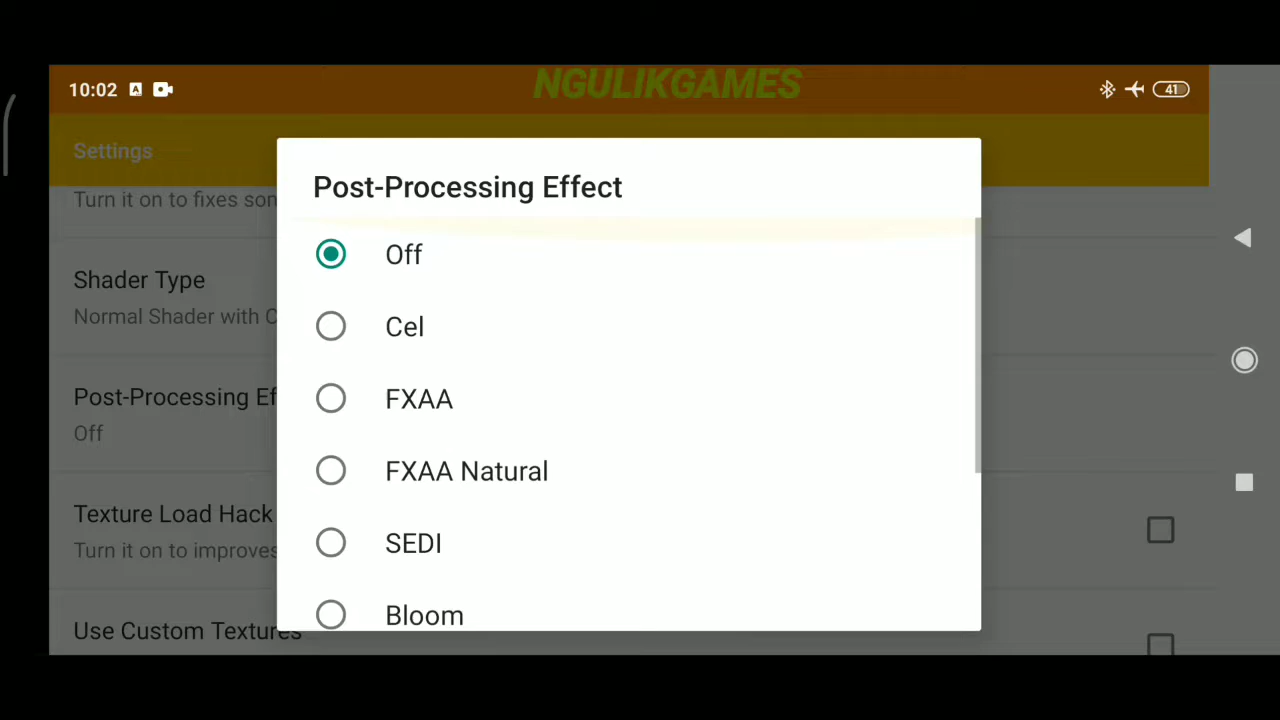 NGULIKGAMES
10:02
41
Settings
Post-Processing Effect
Turn it on to fixes son
Off
Shader Type
Cel
Normal Shader with C
Post-Processing Ef
FXAA
Off
FXAA Natural
Texture Load Hack
SEDI
Turn it on to improves
Use Custom Textures
Bloom